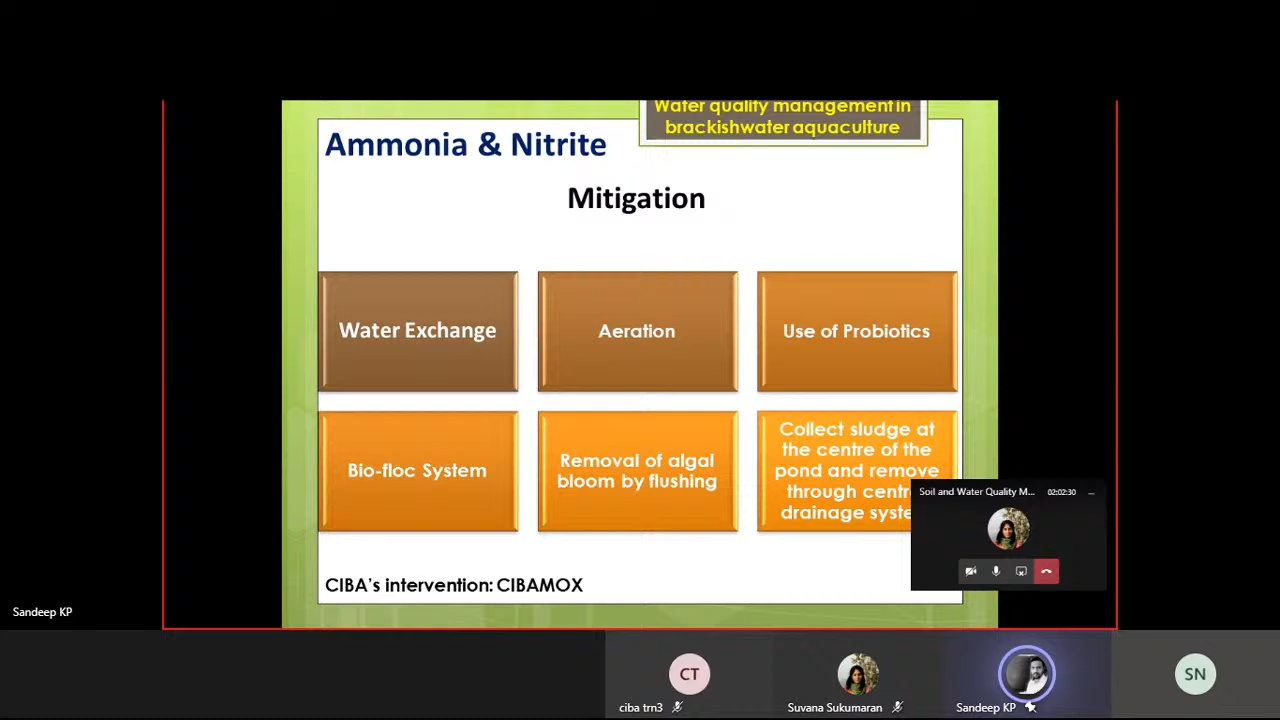 Water quality management in
brackishwater aquaculture
Ammonia & Nitrite
Mitigation
Water Exchange
Aeration
Use of Probiotics
Bio-floc System
Removal of algal
bloom by flushing
Collect sludge at
the centre of the
pond and remove
through centr
drainage syste
Soil and Water Quality M... 02:02:30
CIBA's intervention: CIBAMOX
Sandeep KP
CT
SN
ciba trn3
Suvana Sukumaran
Sandeep KP